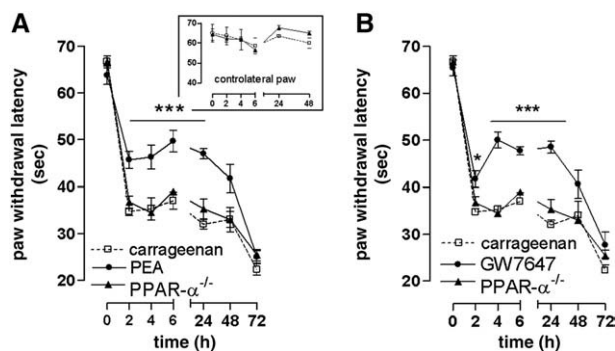 A
B
70
60
50
40
30
20
paw withdrawal latency
(sec)
***
carrageenan
PEA
PPAR-α-/-
0 2 4 6 24 48 72
time (h)
70
60
50
40
controlateral paw
0 2 4 6 24 48
70
60
50
40
30
20
paw withdrawal latency
(sec)
*
***
carrageenan
GW7647
PPAR-α-/-
0 2 4 6 24 48 72
time (h)